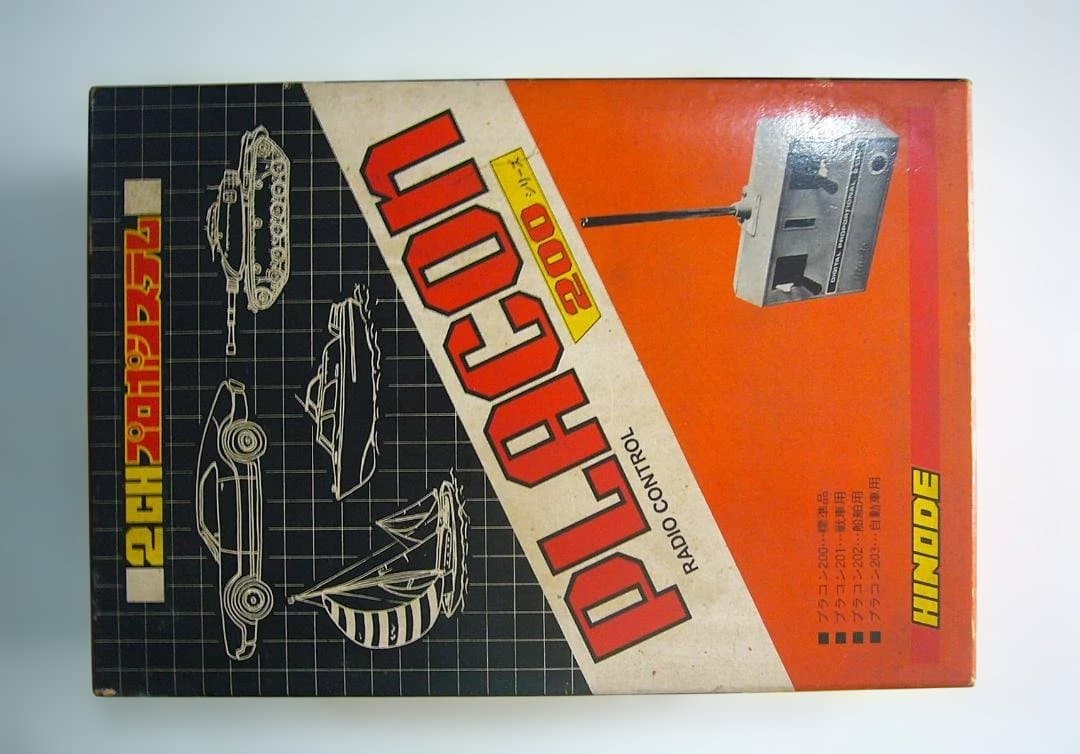 2CHプロポシステム
PLACON
200 シリーズ
RADIO CONTROL
DIGITAL PROPORTIONAL
■ プラコン200…標準品
■ プラコン201…戦車用
■ プラコン202…船舶用
■ プラコン203…自動車用
HINODE